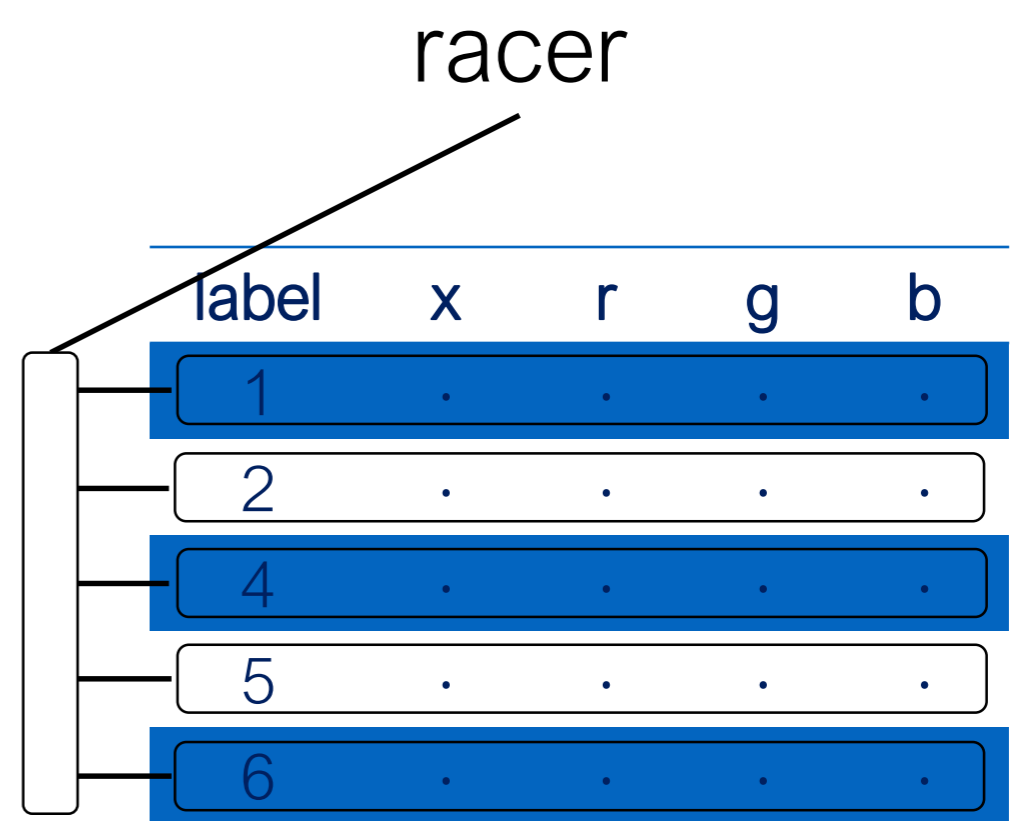 racer
label x r g b
1 . . . .
2 . . . .
4 . . . .
5 . . . .
6 . . . .